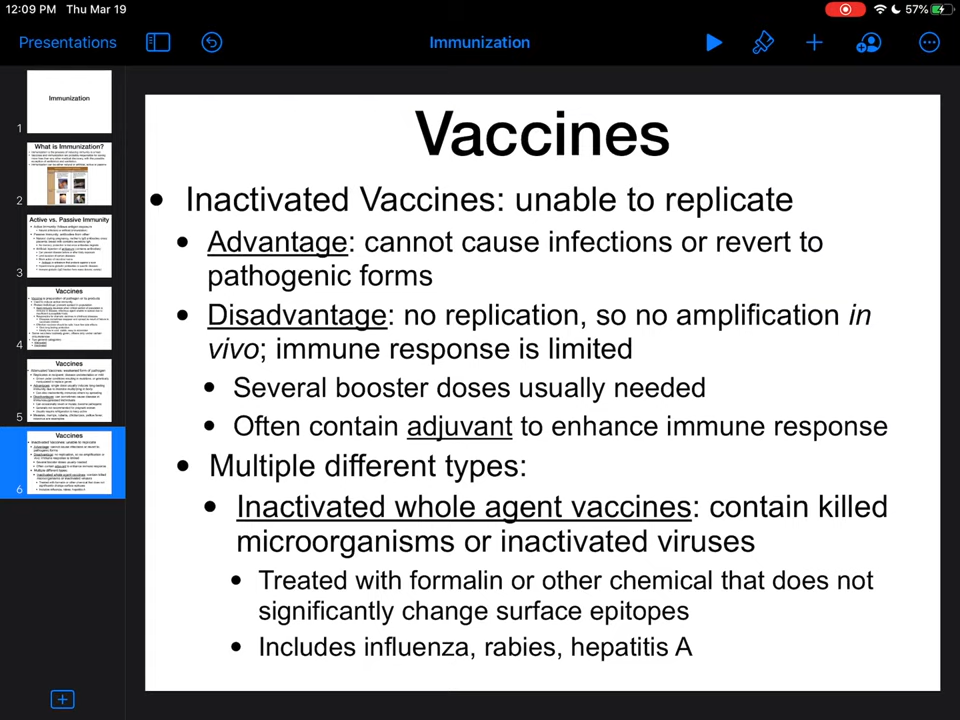 12:09 PM Thu Mar 19
57%
Presentations
Immunization
Immunization
1
What is Immunization?
2
Active vs. Passive Immunity
3
Vaccines
4
Vaccines
5
Vaccines
6
Vaccines
• Inactivated Vaccines: unable to replicate
• Advantage: cannot cause infections or revert to
pathogenic forms
• Disadvantage: no replication, so no amplification in
vivo; immune response is limited
• Several booster doses usually needed
• Often contain adjuvant to enhance immune response
• Multiple different types:
• Inactivated whole agent vaccines: contain killed
microorganisms or inactivated viruses
• Treated with formalin or other chemical that does not
significantly change surface epitopes
• Includes influenza, rabies, hepatitis A